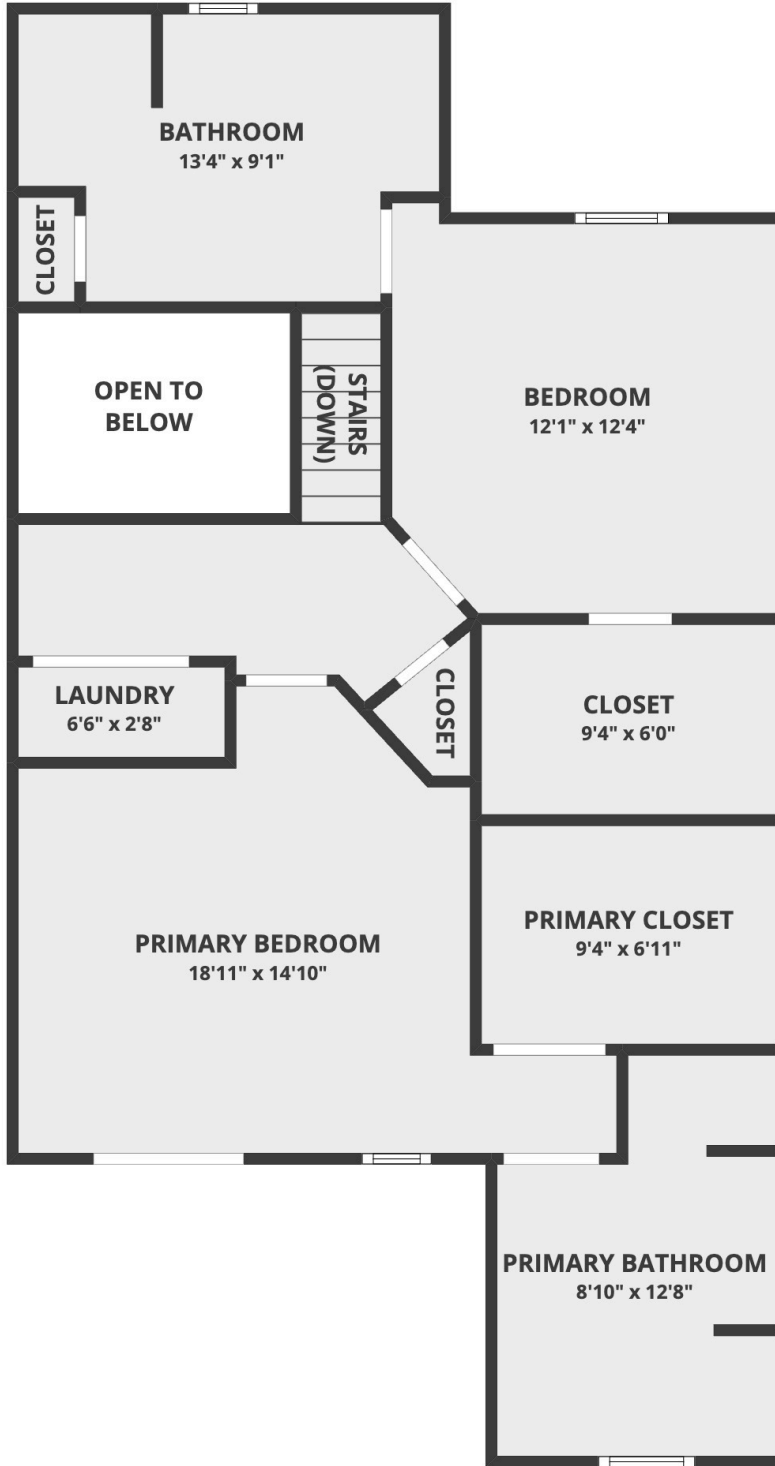 BATHROOM
13'4" x 9'1"
CLOSET
OPEN TO
BELOW
STAIRS
(DOWN)
BEDROOM
12'1" x 12'4"
LAUNDRY
6'6" x 2'8"
CLOSET
CLOSET
9'4" x 6'0"
PRIMARY BEDROOM
18'11" x 14'10"
PRIMARY CLOSET
9'4" x 6'11"
PRIMARY BATHROOM
8'10" x 12'8"